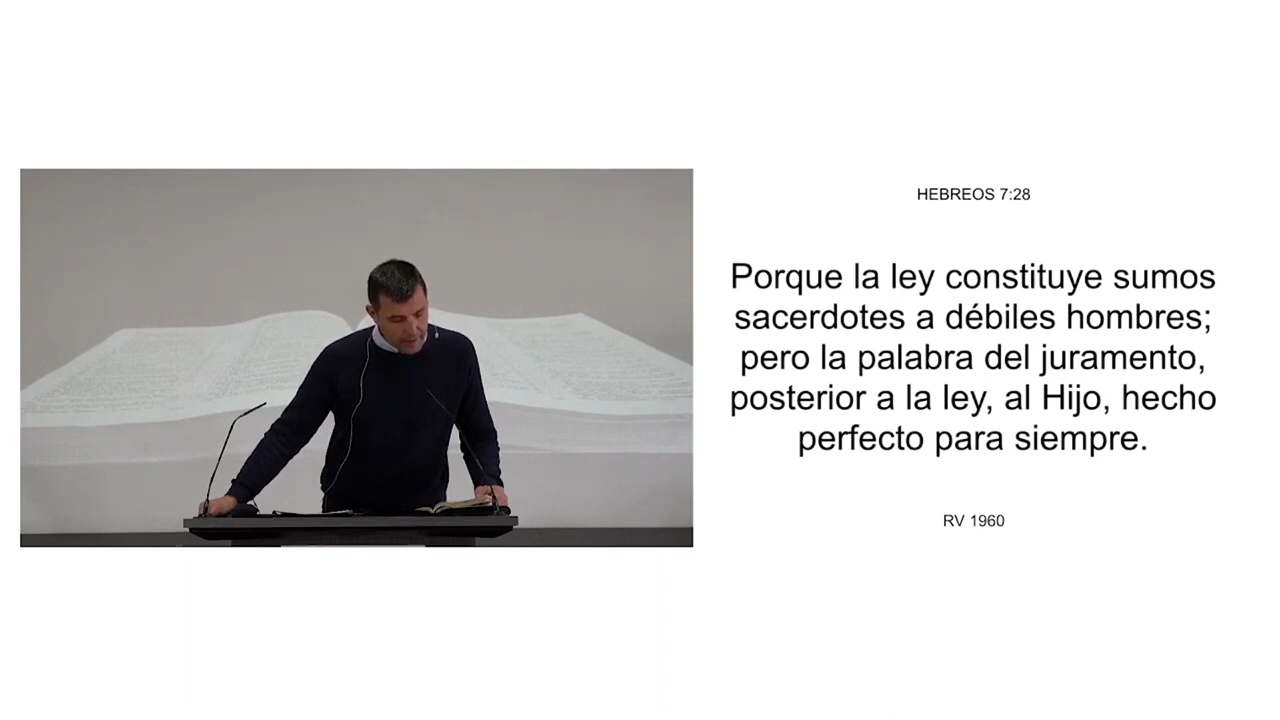 HEBREOS 7:28
Porque la ley constituye sumos
sacerdotes a débiles hombres;
pero la palabra del juramento,
posterior a la ley, al Hijo, hecho
perfecto para siempre.
RV 1960